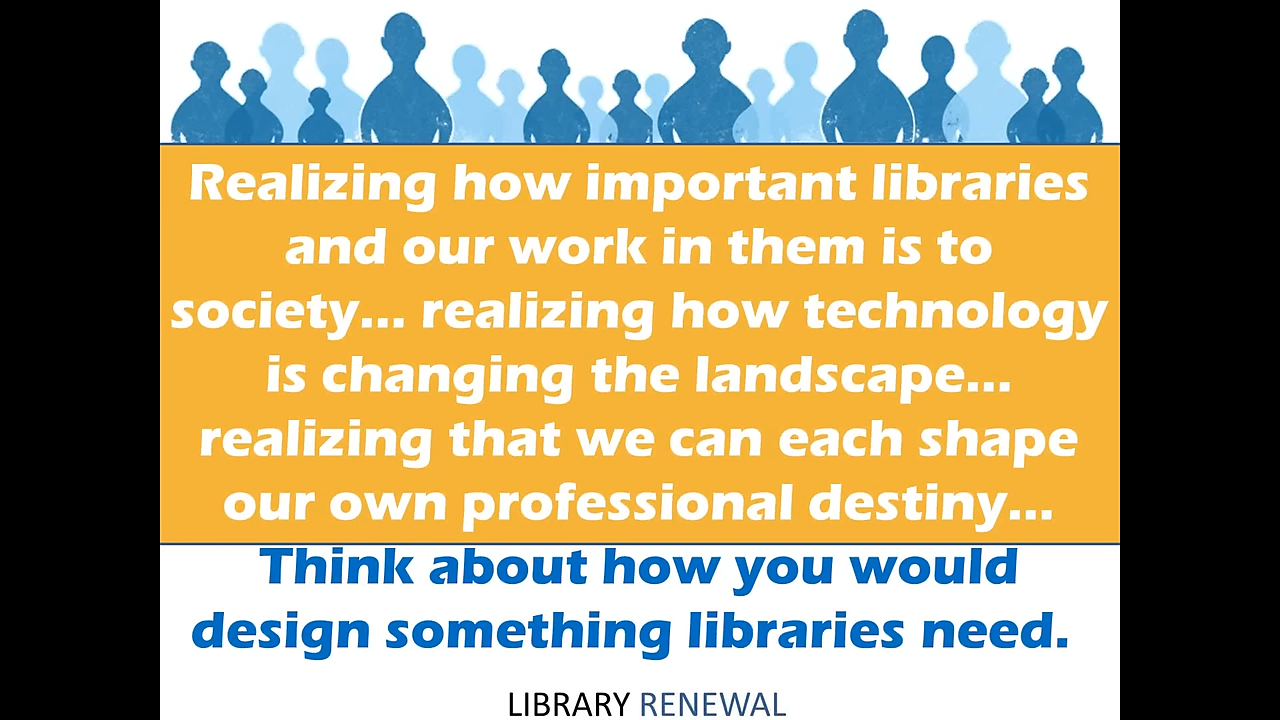 Realizing how important libraries
and our work in them is to
society... realizing how technology
is changing the landscape...
realizing that we can each shape
our own professional destiny...
Think about how you would
design something libraries need.
LIBRARY RENEWAL